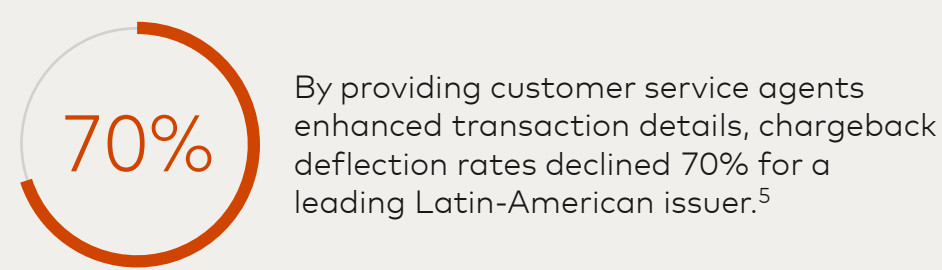 70%
By providing customer service agents
enhanced transaction details, chargeback
deflection rates declined 70% for a
leading Latin-American issuer.5